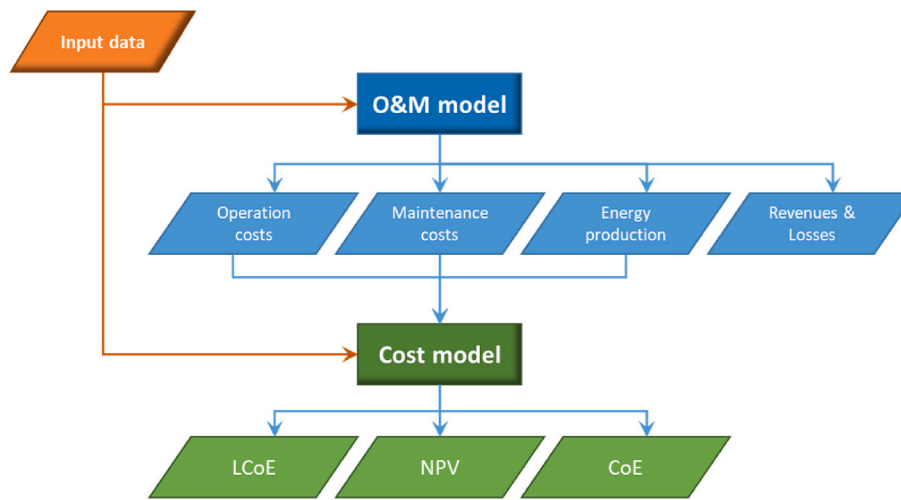 Input data
O&M model
Operation
costs
Maintenance
costs
Energy
production
Revenues &
Losses
Cost model
LCoE
NPV
CoE